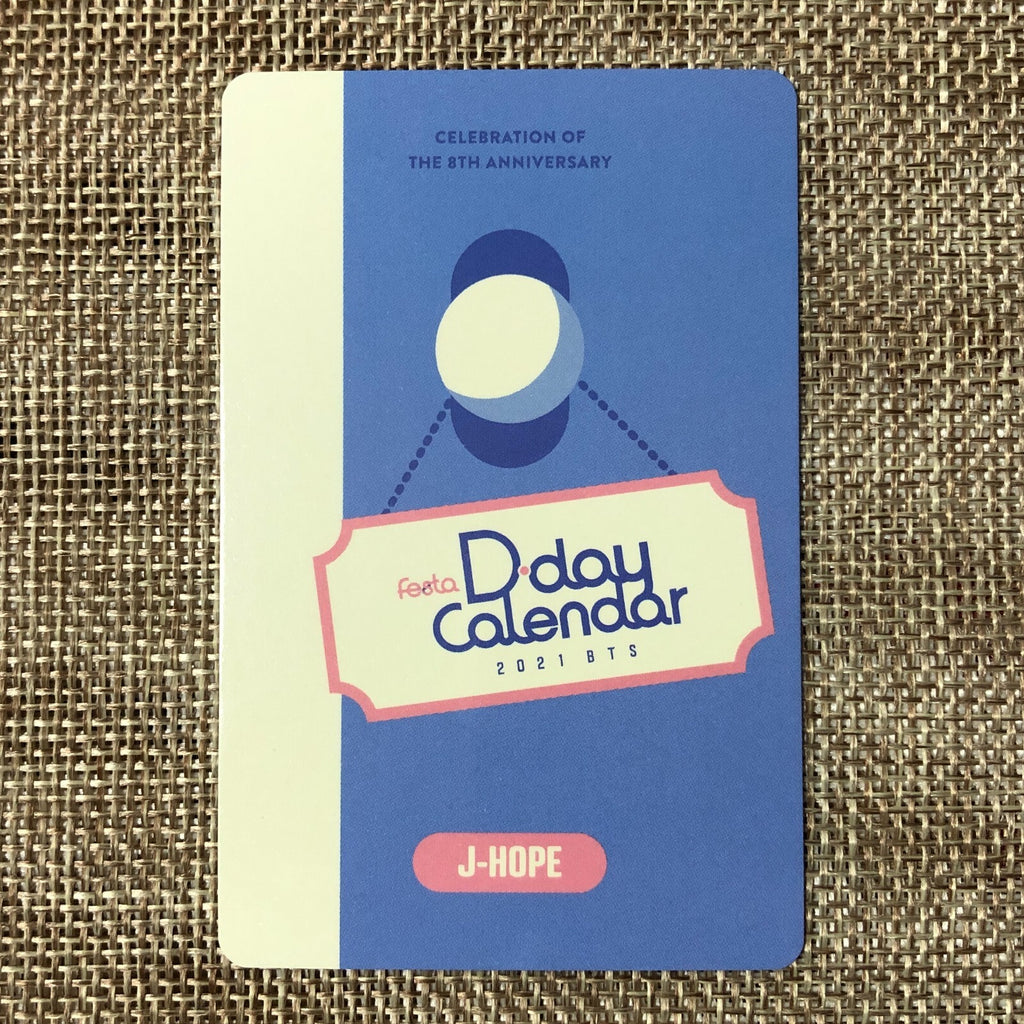 CELEBRATION OF
THE 8TH ANNIVERSARY
festa D·day
Calendar
2021 BTS
J-HOPE